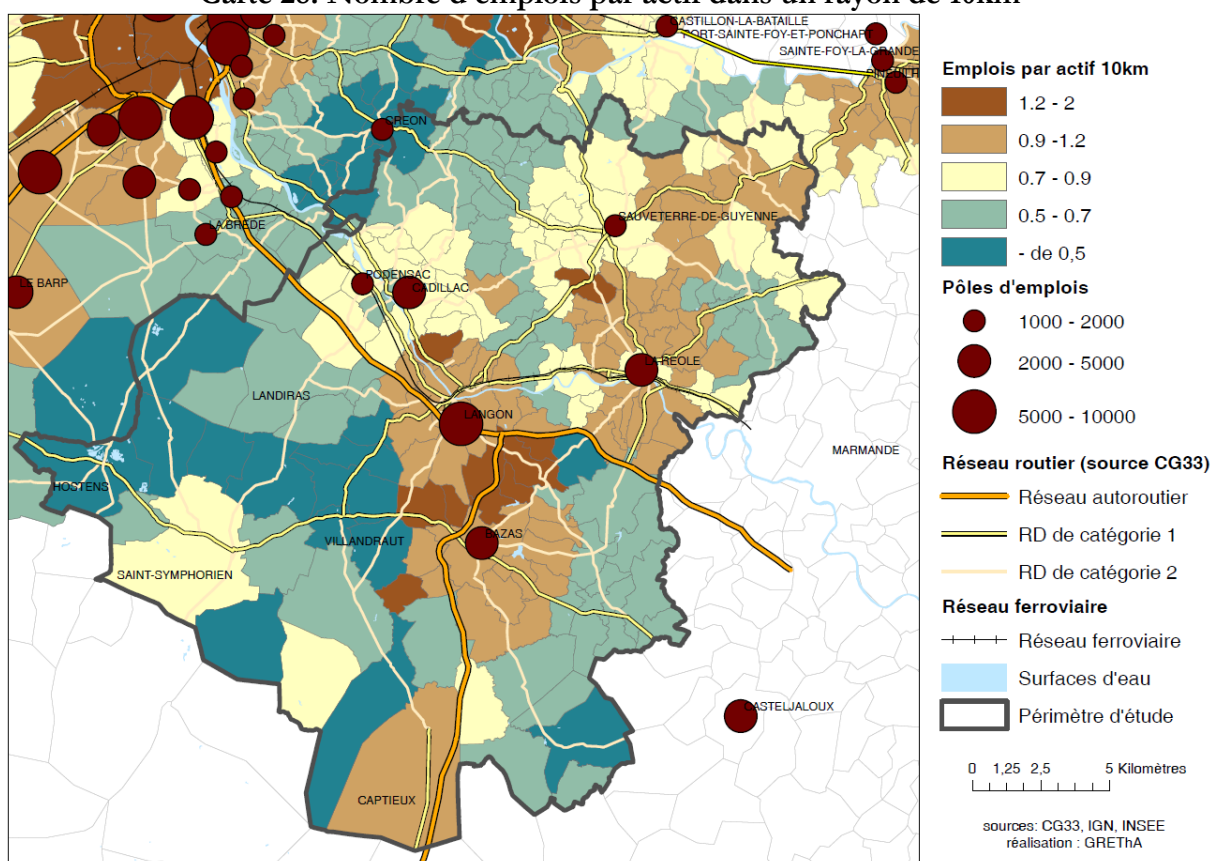 Carte 28: Nombre d'emplois par actif dans un rayon de 10km
CASTILLON-LA-BATAILLE
PORT-SAINTE-FOY-ET-PONCHAPT
SAINTE-FOY-LA-GRANDE
PINEUILH
CREON
SAUVETERRE-DE-GUYENNE
LA BREDE
LE BARP
PODENSAC
CADILLAC
LA REOLE
LANDIRAS
LANGON
MARMANDE
HOSTENS
VILLANDRAUT
BAZAS
SAINT-SYMPHORIEN
CASTELJALOUX
CAPTIEUX
Emplois par actif 10km
1.2 - 2
0.9 -1.2
0.7 - 0.9
0.5 - 0.7
- de 0,5
Pôles d'emplois
1000 - 2000
2000 - 5000
5000 - 10000
Réseau routier (source CG33)
Réseau autoroutier
RD de catégorie 1
RD de catégorie 2
Réseau ferroviaire
Réseau ferroviaire
Surfaces d'eau
Périmètre d'étude
0 1,25 2,5 5 Kilomètres
sources: CG33, IGN, INSEE
réalisation : GREThA